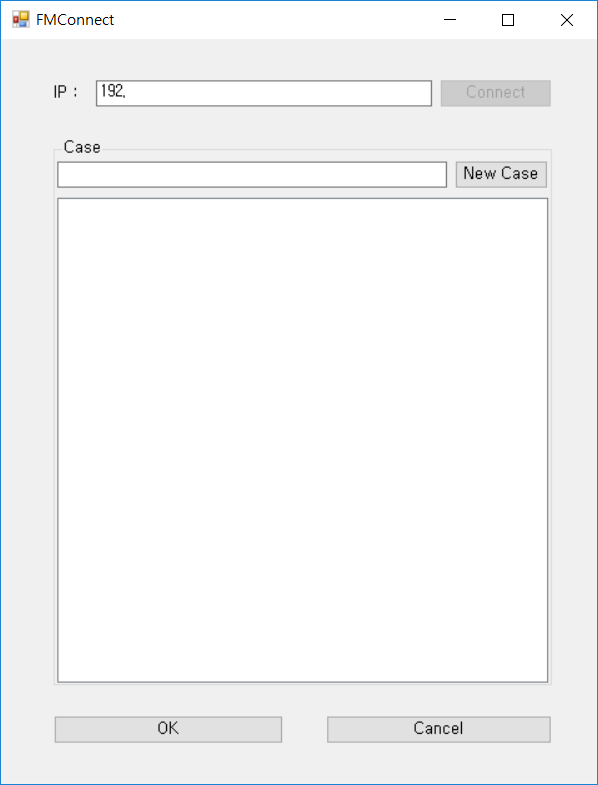 FMConnect
IP : 192. Connect
Case
New Case
OK Cancel